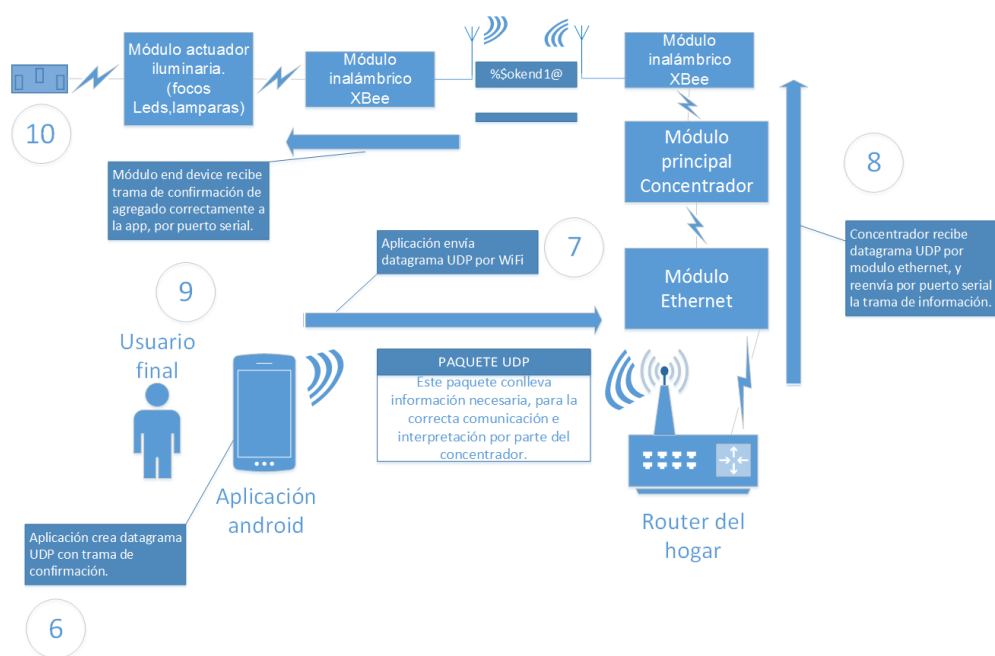 Módulo actuador
iluminaria.
(focos
Leds,lamparas)
Módulo
inalámbrico
XBee
%$okend1@
Módulo
inalámbrico
XBee
10
Módulo end device recibe
trama de confirmación de
agregado correctamente a
la app, por puerto serial.
Módulo
principal
Concentrador
8
Concentrador recibe
datagrama UDP por
modulo ethernet, y
reenvía por puerto serial
la trama de información.
Aplicación envía
datagrama UDP por WiFi
7
Módulo
Ethernet
9
Usuario
final
PAQUETE UDP
Este paquete conlleva
información necesaria, para la
correcta comunicación e
interpretación por parte del
concentrador.
Aplicación
android
Router del
hogar
Aplicación crea datagrama
UDP con trama de
confirmación.
6